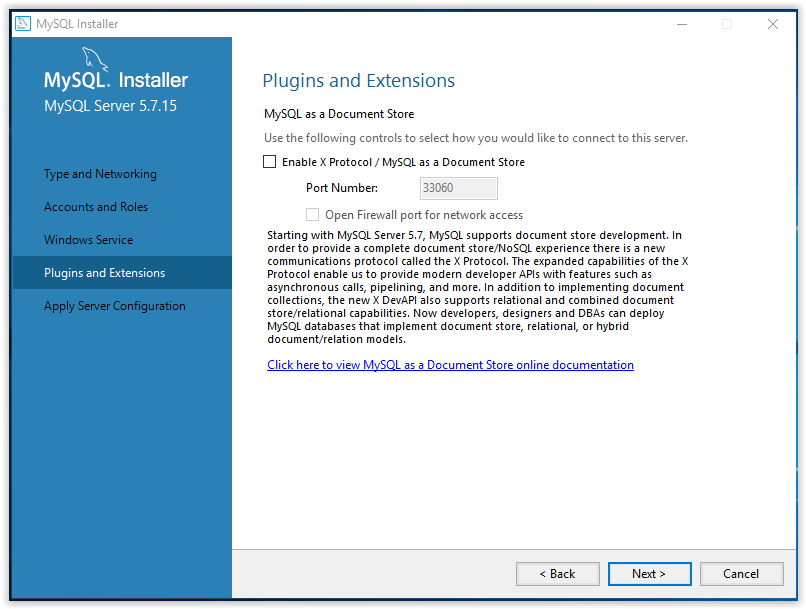 MySQL Installer
MySQL. Installer
MySQL Server 5.7.15
Type and Networking
Accounts and Roles
Windows Service
Plugins and Extensions
Apply Server Configuration
Plugins and Extensions
MySQL as a Document Store
Use the following controls to select how you would like to connect to this server.
Enable X Protocol / MySQL as a Document Store
Port Number:
33060
Open Firewall port for network access
Starting with MySQL Server 5.7, MySQL supports document store development. In
order to provide a complete document store/NoSQL experience there is a new
communications protocol called the X Protocol. The expanded capabilities of the X
Protocol enable us to provide modern developer APIs with features such as
asynchronous calls, pipelining, and more. In addition to implementing document
collections, the new X DevAPI also supports relational and combined document
store/relational capabilities. Now developers, designers and DBAs can deploy
MySQL databases that implement document store, relational, or hybrid
document/relation models.
Click here to view MySQL as a Document Store online documentation
< Back
Next >
Cancel